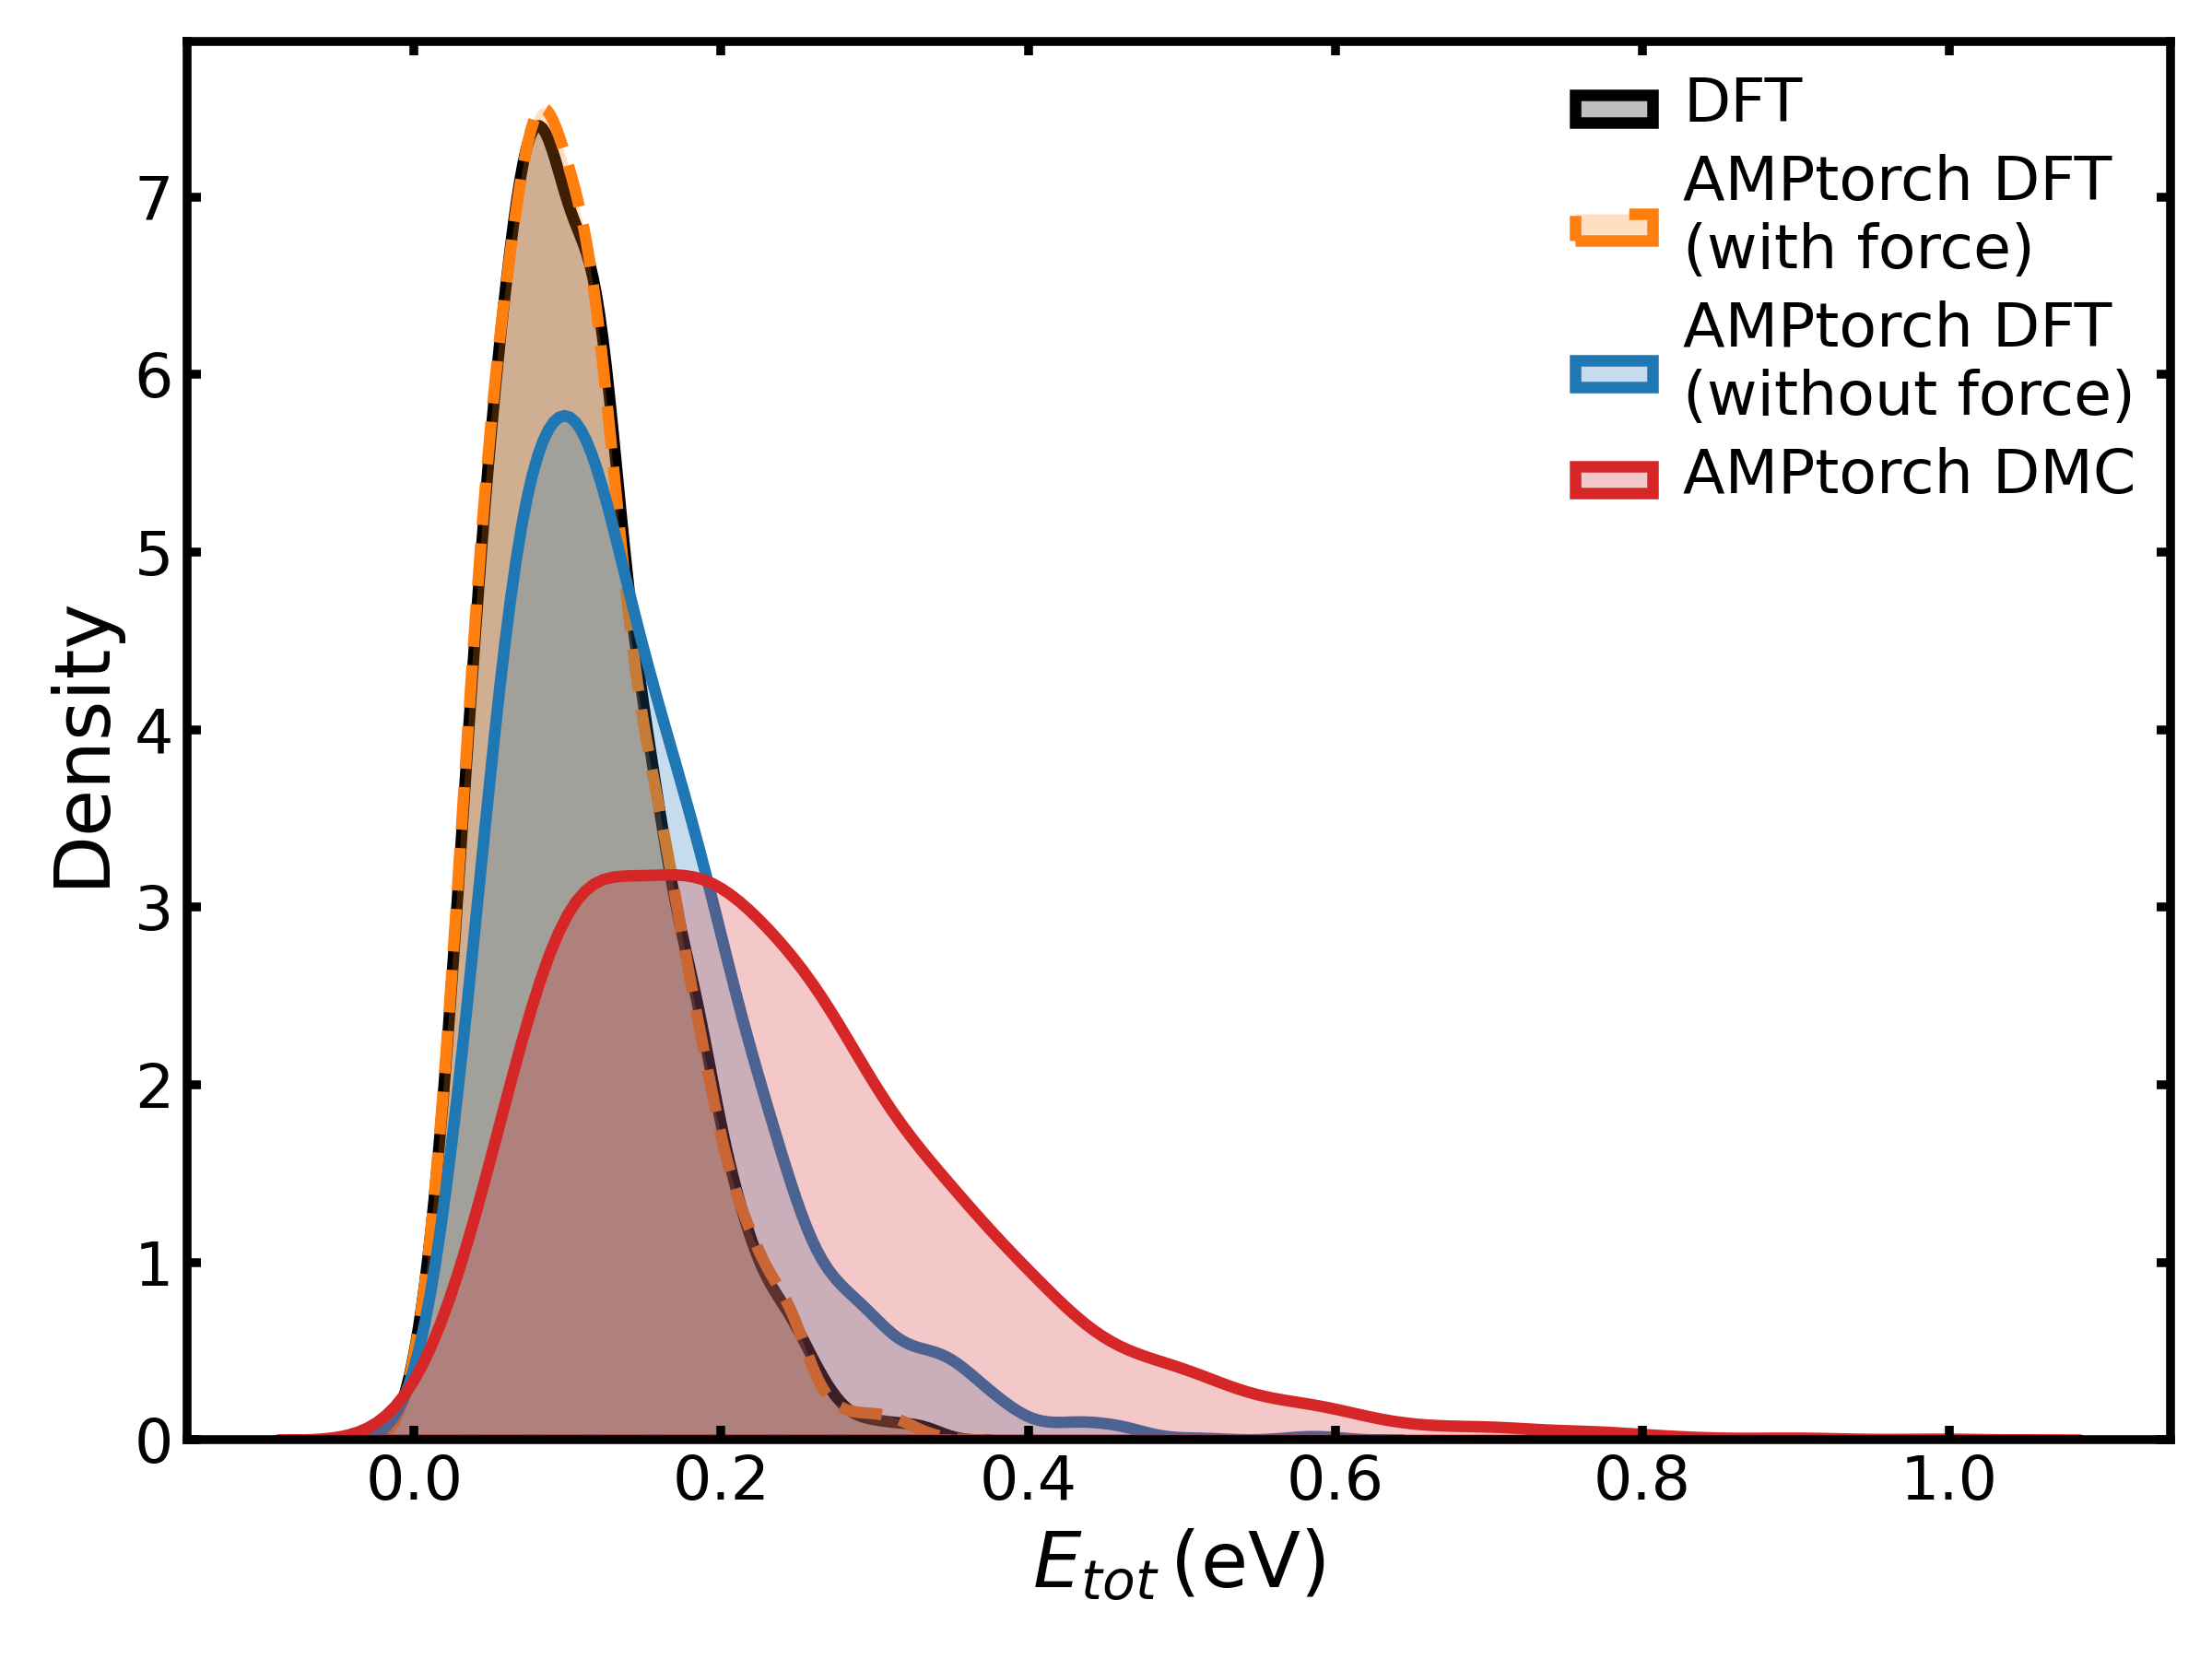 DFT
AMPtorch DFT
(with force)
AMPtorch DFT
(without force)
AMPtorch DMC
Density
7
6
5
4
3
2
1
0
0.0 0.2 0.4 0.6 0.8 1.0
E_tot (eV)